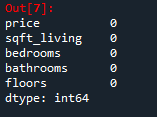 Out[7]:
price 0
sqft_living 0
bedrooms 0
bathrooms 0
floors 0
dtype: int64